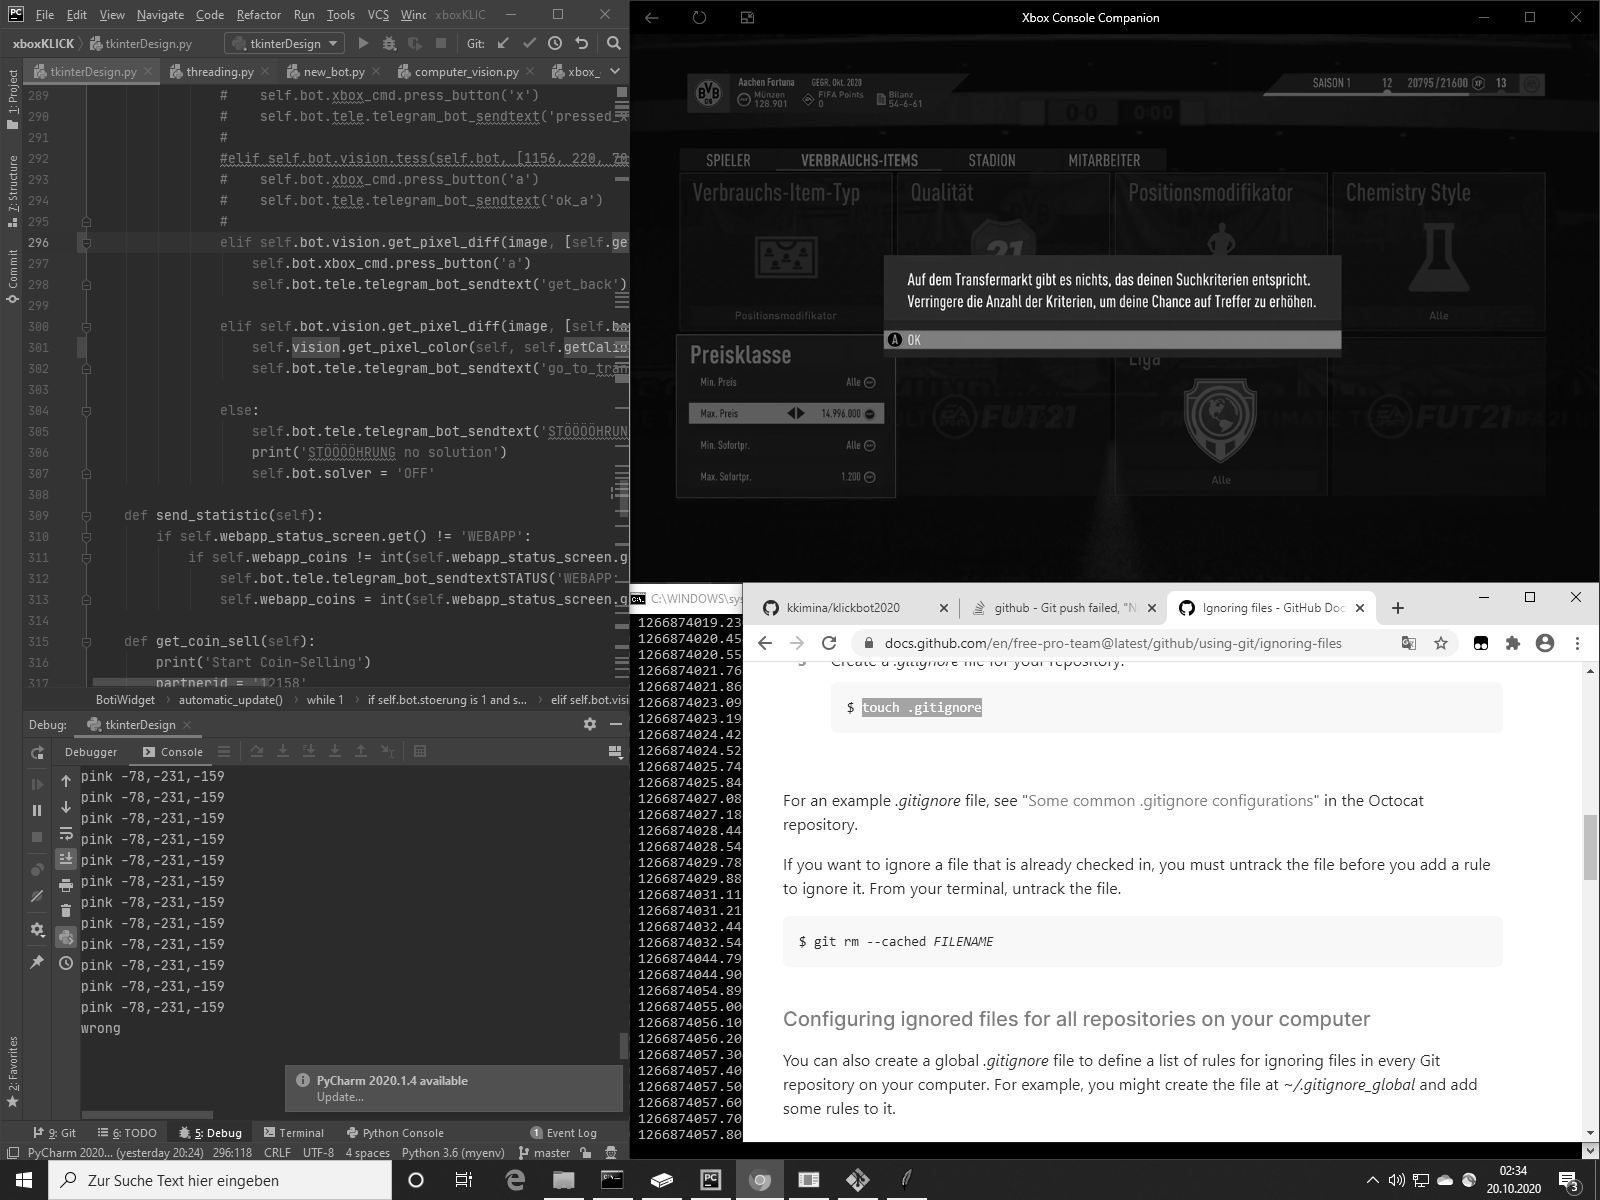 File Edit View Navigate Code Refactor Run Tools VCS Winc xboxKLIC
xboxKLICK tkinterDesign.py tkinterDesign Git:
tkinterDesign.py threading.py new_bot.py computer_vision.py xbox_
1: Project
7: Structure
Commit
2: Favorites
289 # self.bot.xbox_cmd.press_button('x')
290 # self.bot.tele.telegram_bot_sendtext('pressed_x
291 #
292 #elif self.bot.vision.tess(self.bot, [1156, 220, 70
293 # self.bot.xbox_cmd.press_button('a')
294 # self.bot.tele.telegram_bot_sendtext('ok_a')
295 #
296 elif self.bot.vision.get_pixel_diff(image, [self.ge
297 self.bot.xbox_cmd.press_button('a')
298 self.bot.tele.telegram_bot_sendtext('get_back')
299
300 elif self.bot.vision.get_pixel_diff(image, [self.bo
301 self.vision.get_pixel_color(self, self.getCalib
302 self.bot.tele.telegram_bot_sendtext('go_to_tran
303
304 else:
305 self.bot.tele.telegram_bot_sendtext('STÖÖÖÖHRUN
306 print('STÖÖÖÖHRUNG no solution')
307 self.bot.solver = 'OFF'
308
309 def send_statistic(self):
310 if self.webapp_status_screen.get() != 'WEBAPP':
311 if self.webapp_coins != int(self.webapp_status_screen.g
312 self.bot.tele.telegram_bot_sendtextSTATUS('WEBAPP:
313 self.webapp_coins = int(self.webapp_status_screen.g
314
315 def get_coin_sell(self):
316 print('Start Coin-Selling')
317 partnerid = '12158'
BotiWidget automatic_update() while 1 if self.bot.stoerung is 1 and s... elif self.bot.visi
Debug: tkinterDesign
Debugger Console
pink -78,-231,-159
pink -78,-231,-159
pink -78,-231,-159
pink -78,-231,-159
pink -78,-231,-159
pink -78,-231,-159
pink -78,-231,-159
pink -78,-231,-159
pink -78,-231,-159
pink -78,-231,-159
pink -78,-231,-159
pink -78,-231,-159
wrong
PyCharm 2020.1.4 available
Update...
9: Git 6: TODO 5: Debug Terminal Python Console 1 Event Log
PyCharm 2020... (yesterday 20:24) 296:118 CRLF UTF-8 4 spaces Python 3.6 (myenv) master
Xbox Console Companion
Aachen Fortuna GEGR. Okt. 2020
Münzen 128.901 FIFA Points 0 Bilanz 54-6-61
SAISON 1 12 20795/21600 XP 13
SPIELER VERBRAUCHS-ITEMS STADION MITARBEITER
Verbrauchs-Item-Typ Qualität Positionsmodifikator Chemistry Style
21
Positionsmodifikator Alle
Auf dem Transfermarkt gibt es nichts, das deinen Suchkriterien entspricht.
Verringere die Anzahl der Kriterien, um deine Chance auf Treffer zu erhöhen.
A OK
Preisklasse
Liga
Min. Preis Alle
Max. Preis 14.996.000
Min. Sofortpr. Alle
Max. Sofortpr. 1.200
FUT21 FUT21
Alle
C:\WINDOWS\sys
1266874019.23
1266874020.45
1266874020.55
1266874021.76
1266874021.86
1266874023.09
1266874023.19
1266874024.42
1266874024.52
1266874025.74
1266874025.84
1266874027.08
1266874027.18
1266874028.44
1266874028.54
1266874029.78
1266874029.88
1266874031.11
1266874031.21
1266874032.44
1266874032.54
1266874044.79
1266874044.90
1266874054.89
1266874055.00
1266874056.10
1266874056.20
1266874057.30
1266874057.40
1266874057.50
1266874057.60
1266874057.70
1266874057.80
kkimina/klickbot2020 github - Git push failed, "N Ignoring files - GitHub Doc
docs.github.com/en/free-pro-team@latest/github/using-git/ignoring-files
3 Create a .gitignore file for your repository.
$ touch .gitignore
For an example .gitignore file, see "Some common .gitignore configurations" in the Octocat
repository.
If you want to ignore a file that is already checked in, you must untrack the file before you add a rule
to ignore it. From your terminal, untrack the file.
$ git rm --cached FILENAME
Configuring ignored files for all repositories on your computer
You can also create a global .gitignore file to define a list of rules for ignoring files in every Git
repository on your computer. For example, you might create the file at ~/.gitignore_global and add
some rules to it.
Zur Suche Text hier eingeben
02:34
20.10.2020
3